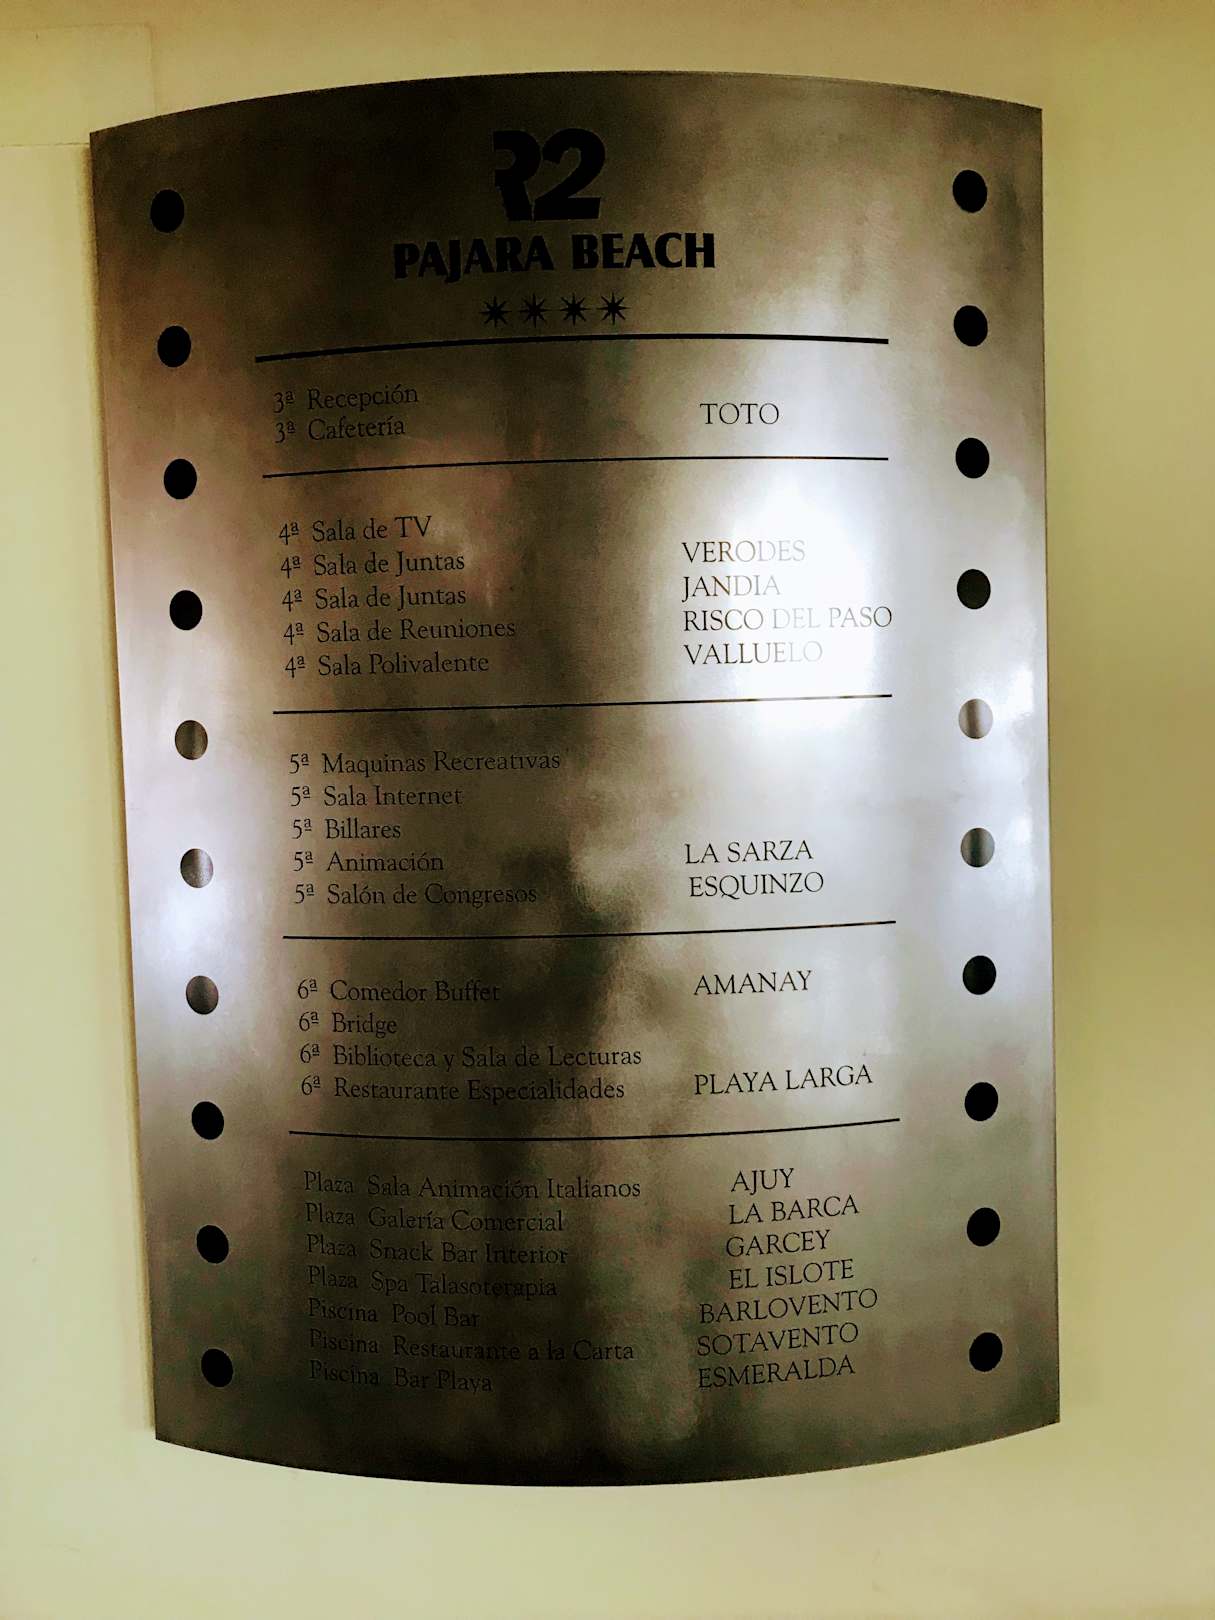 R2
PAJARA BEACH
3ª Recepción
3ª Cafetería TOTO
4ª Sala de TV
4ª Sala de Juntas VERODES
4ª Sala de Juntas JANDIA
4ª Sala de Reuniones RISCO DEL PASO
4ª Sala Polivalente VALLUELO
5ª Maquinas Recreativas
5ª Sala Internet
5ª Billares
5ª Animación LA SARZA
5ª Salón de Congresos ESQUINZO
6ª Comedor Buffet AMANAY
6ª Bridge
6ª Biblioteca y Sala de Lecturas
6ª Restaurante Especialidades PLAYA LARGA
Plaza Sala Animación Italianos AJUY
Plaza Galería Comercial LA BARCA
Plaza Snack Bar Interior GARCEY
Plaza Spa Talasoterapia EL ISLOTE
Piscina Pool Bar BARLOVENTO
Piscina Restaurante a la Carta SOTAVENTO
Piscina Bar Playa ESMERALDA